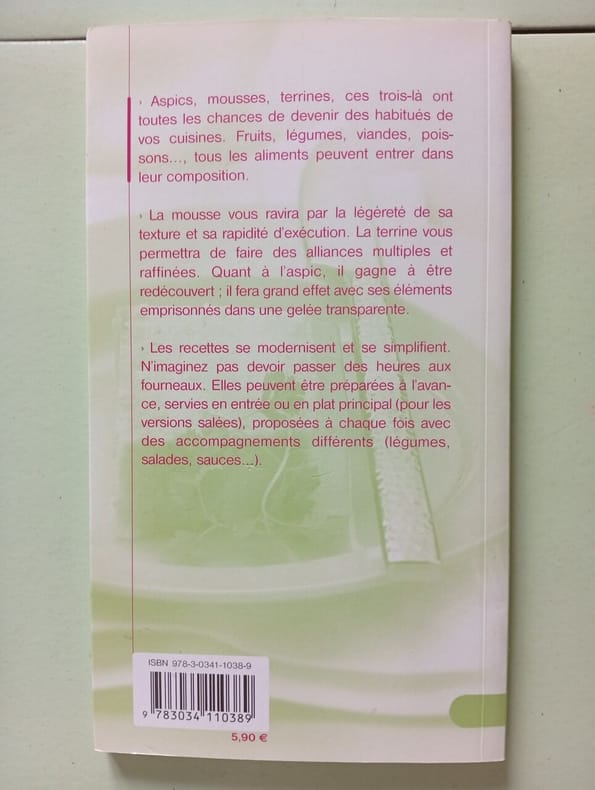 › Aspics, mousses, terrines, ces trois-là ont
toutes les chances de devenir des habitués de
vos cuisines. Fruits, légumes, viandes, pois-
sons..., tous les aliments peuvent entrer dans
leur composition.
› La mousse vous ravira par la légéreté de sa
texture et sa rapidité d'exécution. La terrine vous
permettra de faire des alliances multiples et
raffinées. Quant à l'aspic, il gagne à être
redécouvert ; il fera grand effet avec ses éléments
emprisonnés dans une gelée transparente.
› Les recettes se modernisent et se simplifient.
N'imaginez pas devoir passer des heures aux
fourneaux. Elles peuvent être préparées à l'avan-
ce, servies en entrée ou en plat principal (pour les
versions salées), proposées à chaque fois avec
des accompagnements différents (légumes,
salades, sauces...).
ISBN 978-3-0341-1038-9
9 783034 110389
5,90 €